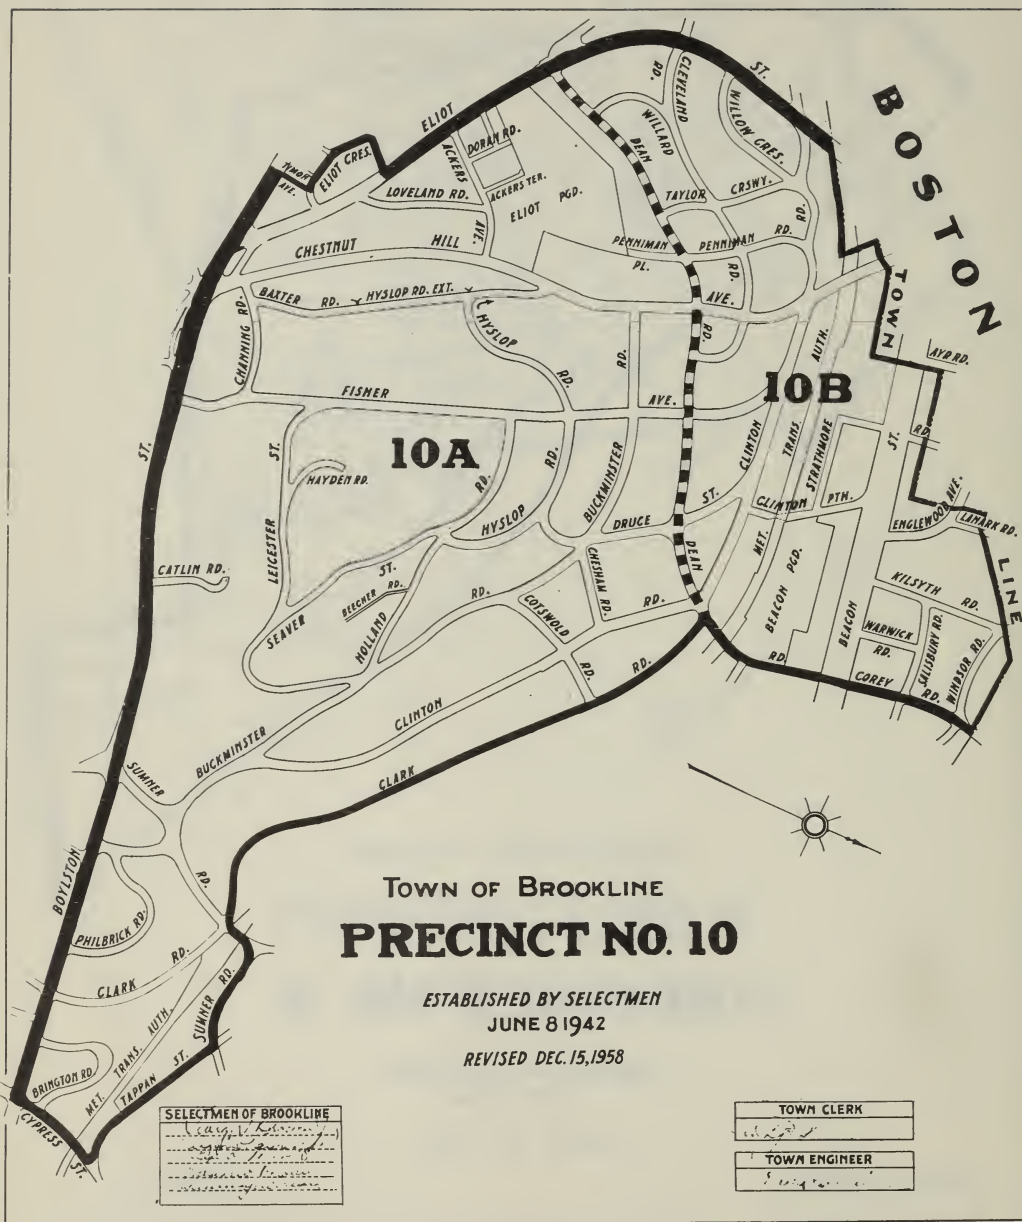 BOSTON
TOWN
LINE
ELIOT
ST.
RD.
CLEVELAND
WILLOW CRES.
WILLARD
DEAN
TAYLOR
CRSWY.
RD.
TYMON
AVE.
ELIOT CRES.
ACKERS
DORAN RD.
ACKERS TER.
ELIOT PGD.
LOVELAND RD.
AVE.
CHESTNUT HILL
PENNIMAN
PL.
PENNIMAN RD.
RD.
AVE.
BAXTER RD.
HYSLOP RD. EXT.
HYSLOP
RD.
CHANNING RD.
RD.
RD.
AUTH.
AYR RD.
FISHER
AVE.
10B
10A
ST.
HAYDEN RD.
RD.
RD.
BUCKMINSTER
CLINTON
TRANS.
STRATHMORE
ST.
RD.
LEICESTER
HYSLOP
DRUCE
ST.
CLINTON PTH.
ENGLEWOOD AVE.
LAMARK RD.
ST.
CATLIN RD.
SEAVER
ST.
BEECHER RD.
HOLLAND
RD.
COTSWOLD
RD.
CHESHAM RD.
RD.
DEAN
RD.
MET.
BEACON PGD.
BEACON
KILSYTH RD.
WARWICK
RD.
SALISBURY RD.
WINDSOR RD.
RD.
COREY
RD.
BUCKMINSTER
CLINTON
CLARK
SUMNER
RD.
BOYLSTON
PHILBRICK RD.
CLARK RD.
MET. TRANS. AUTH.
SUMNER RD.
BRINGTON RD.
TAPPAN ST.
CYPRESS
ST.
TOWN OF BROOKLINE
PRECINCT NO. 10
ESTABLISHED BY SELECTMEN
JUNE 8 1942
REVISED DEC. 15, 1958
SELECTMEN OF BROOKLINE
TOWN CLERK
TOWN ENGINEER